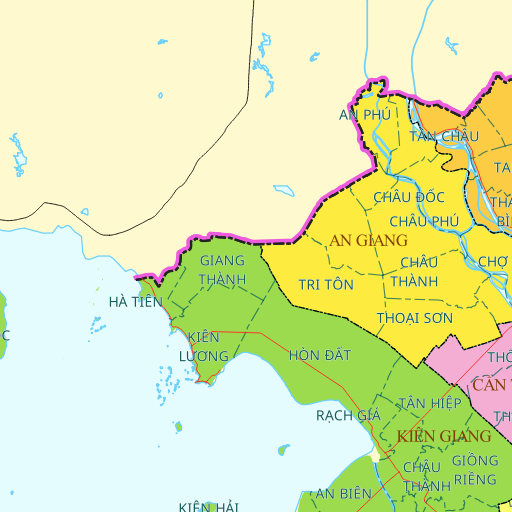 AN PHÚ
TÂN CHÂU
TA
CHÂU ĐỐC
THA
BÌ
CHÂU PHÚ
AN GIANG
GIANG
THÀNH
CHÂU
THÀNH
CHỢ
TRI TÔN
HÀ TIÊN
THOẠI SƠN
C
KIÊN
LƯƠNG
HÒN ĐẤT
THỐ
CẦN
TÂN HIỆP
RẠCH GIÁ
TH
KIÊN GIANG
CHÂU
THÀNH
GIỒNG
RIỀNG
AN BIÊN
KIÊN HẢI